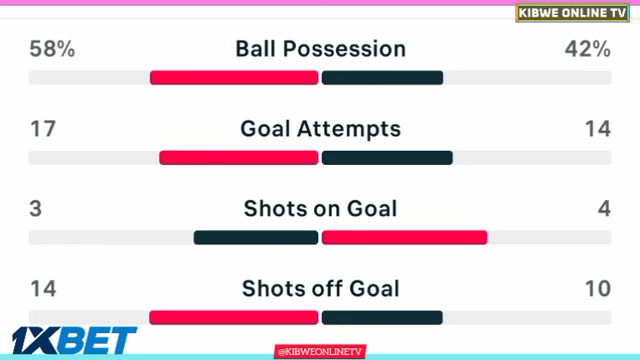 KIBWE ONLINE TV
58% Ball Possession 42%
17 Goal Attempts 14
3 Shots on Goal 4
14 Shots off Goal 10
1XBET
@KIBWEONLINETV